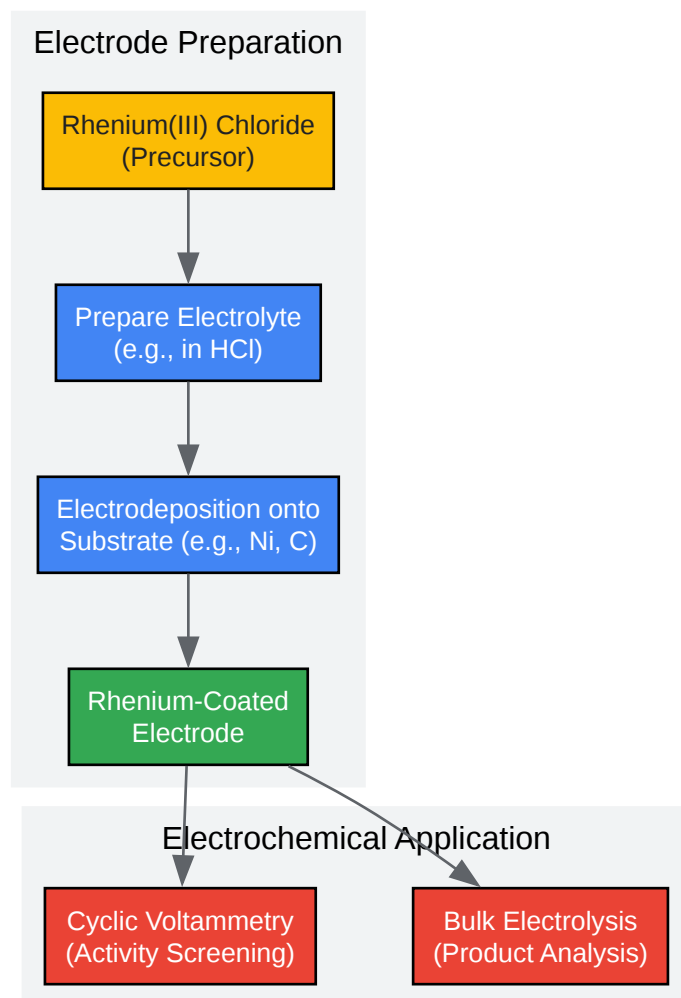 Electrode Preparation
Rhenium(III) Chloride
(Precursor)
Prepare Electrolyte
(e.g., in HCl)
Electrodeposition onto
Substrate (e.g., Ni, C)
Rhenium-Coated
Electrode
Electrochemical Application
Cyclic Voltammetry
(Activity Screening)
Bulk Electrolysis
(Product Analysis)